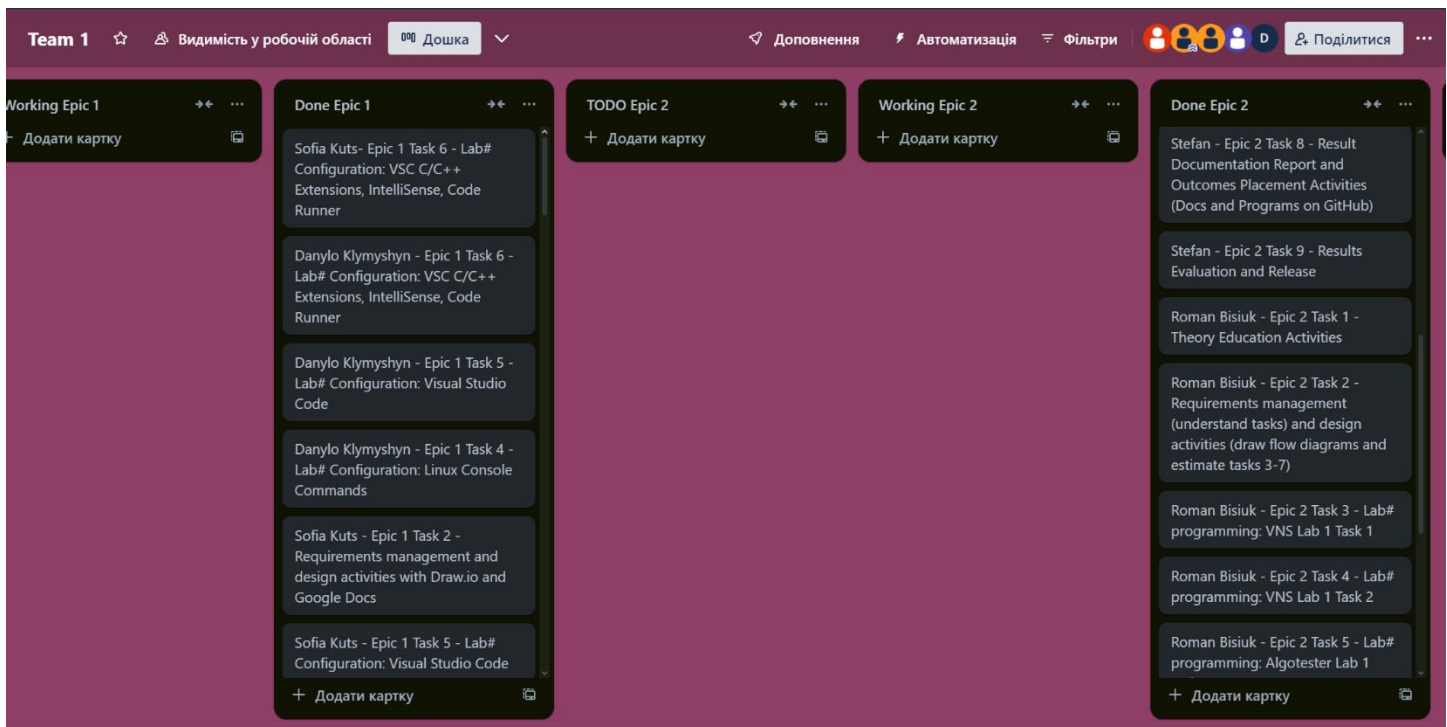 Team 1
Видимість у робочій області
Дошка
Доповнення
Автоматизація
Фільтри
D
Поділитися
Working Epic 1
+ Додати картку
Done Epic 1
Sofia Kuts- Epic 1 Task 6 - Lab#
Configuration: VSC C/C++
Extensions, IntelliSense, Code
Runner
Danylo Klymyshyn - Epic 1 Task 6 -
Lab# Configuration: VSC C/C++
Extensions, IntelliSense, Code
Runner
Danylo Klymyshyn - Epic 1 Task 5 -
Lab# Configuration: Visual Studio
Code
Danylo Klymyshyn - Epic 1 Task 4 -
Lab# Configuration: Linux Console
Commands
Sofia Kuts - Epic 1 Task 2 -
Requirements management and
design activities with Draw.io and
Google Docs
Sofia Kuts - Epic 1 Task 5 - Lab#
Configuration: Visual Studio Code
+ Додати картку
TODO Epic 2
+ Додати картку
Working Epic 2
+ Додати картку
Done Epic 2
Stefan - Epic 2 Task 8 - Result
Documentation Report and
Outcomes Placement Activities
(Docs and Programs on GitHub)
Stefan - Epic 2 Task 9 - Results
Evaluation and Release
Roman Bisiuk - Epic 2 Task 1 -
Theory Education Activities
Roman Bisiuk - Epic 2 Task 2 -
Requirements management
(understand tasks) and design
activities (draw flow diagrams and
estimate tasks 3-7)
Roman Bisiuk - Epic 2 Task 3 - Lab#
programming: VNS Lab 1 Task 1
Roman Bisiuk - Epic 2 Task 4 - Lab#
programming: VNS Lab 1 Task 2
Roman Bisiuk - Epic 2 Task 5 - Lab#
programming: Algotester Lab 1
+ Додати картку